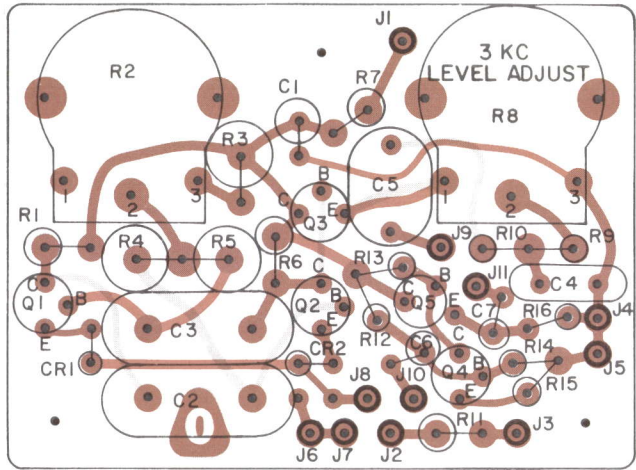 J1
3 KC
LEVEL ADJUST
R2
R7
C1
R8
R3
1
2
3
B
C
Q3
E
C5
1
2
3
R1
R4
R5
R6
J9
R10
R9
R13
J11
C4
C
Q1
B
E
C3
C
Q2
B
E
C
B
Q5
E
C7
R16
J4
R12
C6
C
R14
J5
CR1
CR2
Q4
B
E
R15
C2
J8
J10
R11
J6
J7
J2
J3